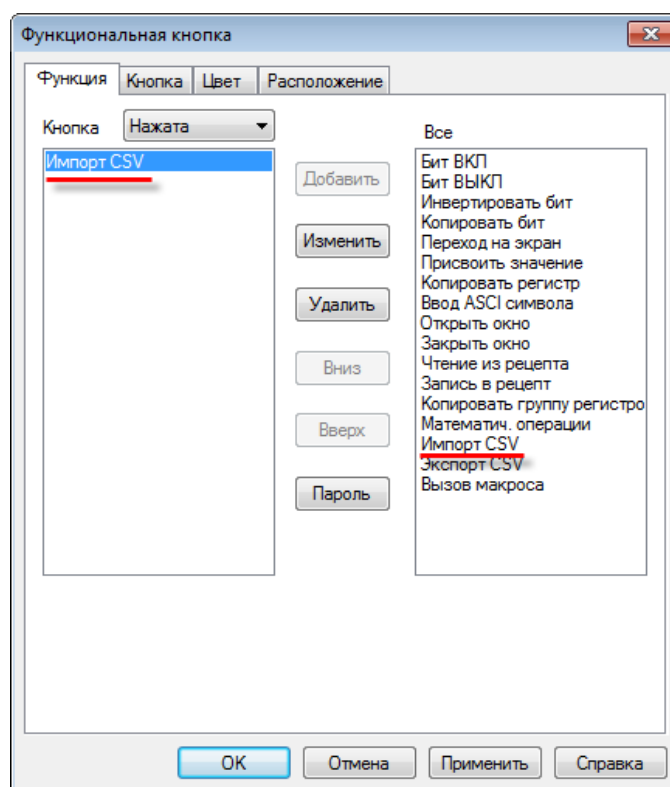 Функциональная кнопка
Функция Кнопка Цвет Расположение
Кнопка Нажата Все
Импорт CSV
Добавить
Изменить
Удалить
Вниз
Вверх
Пароль
Бит ВКЛ
Бит ВЫКЛ
Инвертировать бит
Копировать бит
Переход на экран
Присвоить значение
Копировать регистр
Ввод ASCI символа
Открыть окно
Закрыть окно
Чтение из рецепта
Запись в рецепт
Копировать группу регистро
Математич. операции
Импорт CSV
Экспорт CSV
Вызов макроса
OK Отмена Применить Справка